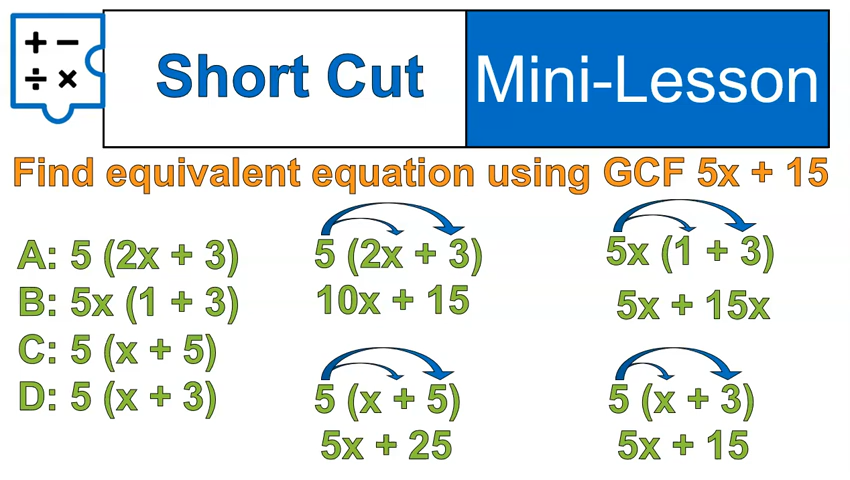 + −
÷ ×
Short Cut
Mini-Lesson
Find equivalent equation using GCF 5x + 15
A: 5 (2x + 3)
B: 5x (1 + 3)
C: 5 (x + 5)
D: 5 (x + 3)
5 (2x + 3)
10x + 15
5x (1 + 3)
5x + 15x
5 (x + 5)
5x + 25
5 (x + 3)
5x + 15